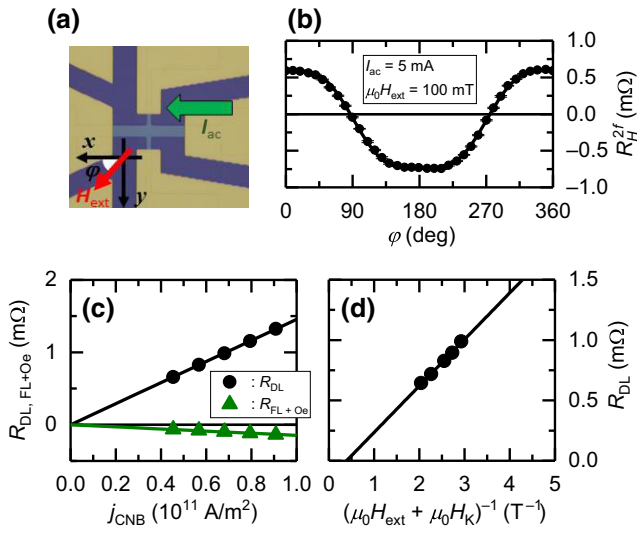 (a)
I_ac
x
φ
H_ext
y
(b)
I_ac = 5 mA
μ₀H_ext = 100 mT
1.0
0.5
0.0
−0.5
−1.0
R_H^2f (mΩ)
0 90 180 270 360
φ (deg)
(c)
2
1
0
R_DL, FL+Oe (mΩ)
: R_DL
: R_FL + Oe
0.0 0.2 0.4 0.6 0.8 1.0
j_CNB (10¹¹ A/m²)
(d)
1.5
1.0
0.5
0.0
R_DL (mΩ)
0 1 2 3 4 5
(μ₀H_ext + μ₀H_K)⁻¹ (T⁻¹)